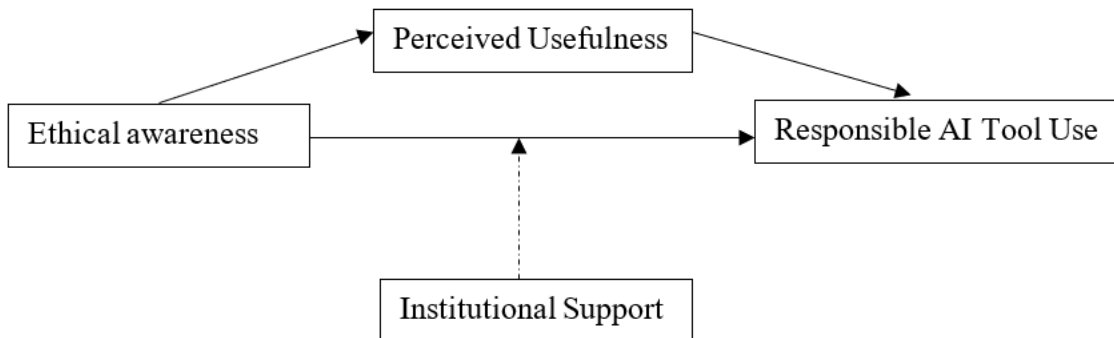 Perceived Usefulness
Ethical awareness
Responsible AI Tool Use
Institutional Support